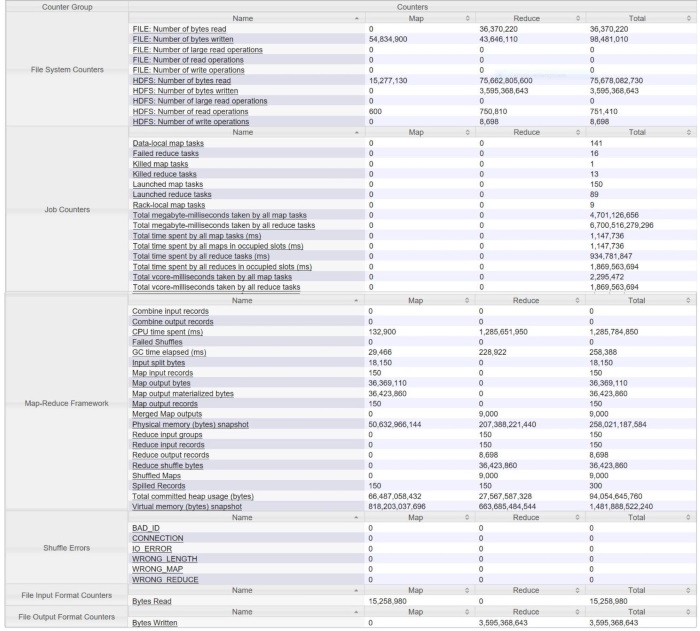 Counter Group Counters
Name Map Reduce Total
FILE: Number of bytes read 0 36,370,220 36,370,220
FILE: Number of bytes written 54,834,900 43,646,110 98,481,010
FILE: Number of large read operations 0 0 0
FILE: Number of read operations 0 0 0
FILE: Number of write operations 0 0 0
File System Counters
HDFS: Number of bytes read 15,277,130 75,662,805,600 75,678,082,730
HDFS: Number of bytes written 0 3,595,368,643 3,595,368,643
HDFS: Number of large read operations 0 0 0
HDFS: Number of read operations 600 750,810 751,410
HDFS: Number of write operations 0 8,698 8,698
Name Map Reduce Total
Data-local map tasks 0 0 141
Failed reduce tasks 0 0 16
Killed map tasks 0 0 1
Killed reduce tasks 0 0 13
Launched map tasks 0 0 150
Launched reduce tasks 0 0 89
Job Counters
Rack-local map tasks 0 0 9
Total megabyte-milliseconds taken by all map tasks 0 0 4,701,126,656
Total megabyte-milliseconds taken by all reduce tasks 0 0 6,700,516,279,296
Total time spent by all map tasks (ms) 0 0 1,147,736
Total time spent by all maps in occupied slots (ms) 0 0 1,147,736
Total time spent by all reduce tasks (ms) 0 0 934,781,847
Total time spent by all reduces in occupied slots (ms) 0 0 1,869,563,694
Total vcore-milliseconds taken by all map tasks 0 0 2,295,472
Total vcore-milliseconds taken by all reduce tasks 0 0 1,869,563,694
Name Map Reduce Total
Combine input records 0 0 0
Combine output records 0 0 0
CPU time spent (ms) 132,900 1,285,651,950 1,285,784,850
Failed Shuffles 0 0 0
GC time elapsed (ms) 29,466 228,922 258,388
Input split bytes 18,150 0 18,150
Map input records 150 0 150
Map output bytes 36,369,110 0 36,369,110
Map output materialized bytes 36,423,860 0 36,423,860
Map-Reduce Framework
Map output records 150 0 150
Merged Map outputs 0 9,000 9,000
Physical memory (bytes) snapshot 50,632,966,144 207,388,221,440 258,021,187,584
Reduce input groups 0 150 150
Reduce input records 0 150 150
Reduce output records 0 8,698 8,698
Reduce shuffle bytes 0 36,423,860 36,423,860
Shuffled Maps 0 9,000 9,000
Spilled Records 150 150 300
Total committed heap usage (bytes) 66,487,058,432 27,567,587,328 94,054,645,760
Virtual memory (bytes) snapshot 818,203,037,696 663,685,484,544 1,481,888,522,240
Name Map Reduce Total
BAD_ID 0 0 0
CONNECTION 0 0 0
Shuffle Errors
IO_ERROR 0 0 0
WRONG_LENGTH 0 0 0
WRONG_MAP 0 0 0
WRONG_REDUCE 0 0 0
File Input Format Counters
Name Map Reduce Total
Bytes Read 15,258,980 0 15,258,980
File Output Format Counters
Name Map Reduce Total
Bytes Written 0 3,595,368,643 3,595,368,643